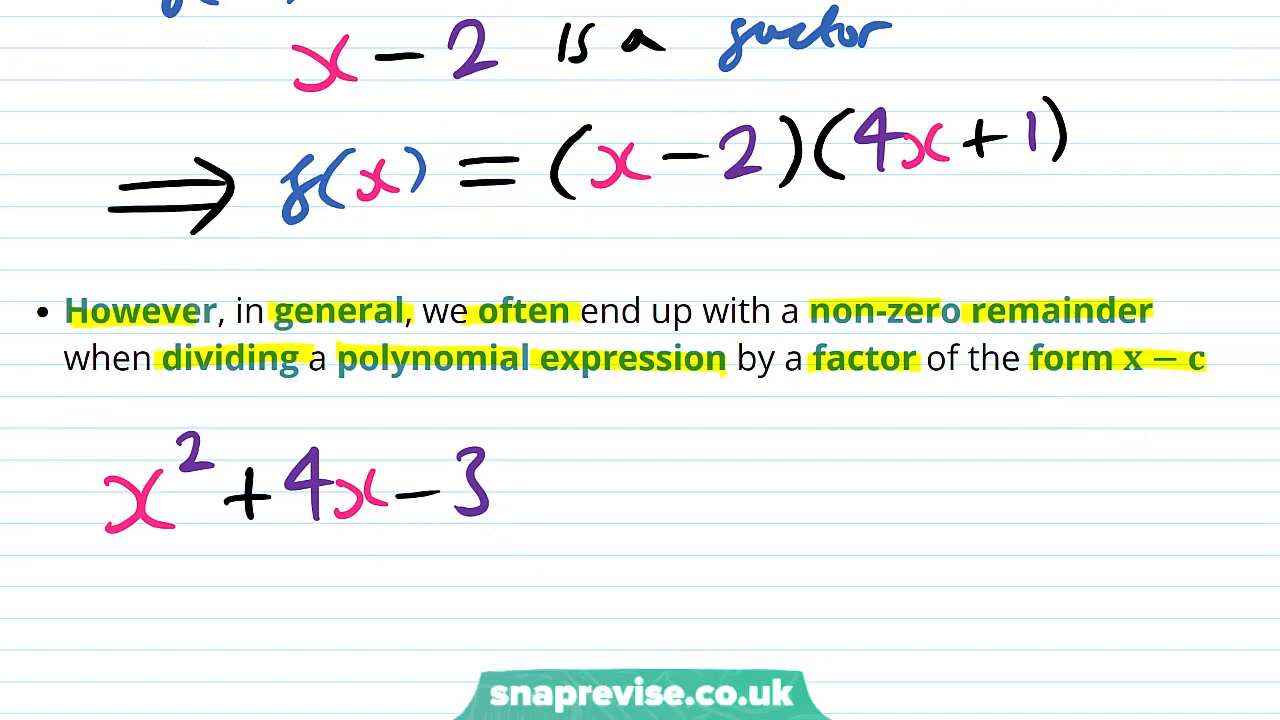 x - 2 is a factor
⟹ f(x) = (x - 2)(4x + 1)
• However, in general, we often end up with a non-zero remainder
when dividing a polynomial expression by a factor of the form x – c
x² + 4x - 3
snaprevise.co.uk